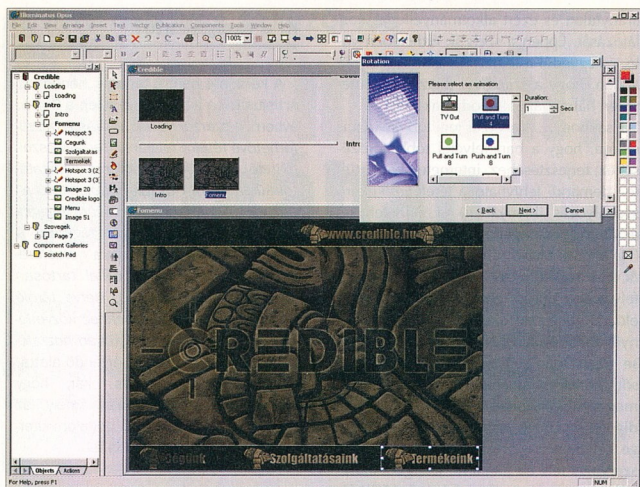 Illuminatus Opus
File Edit View Arrange Insert Text Vector Publication Components Tools Window Help
100%
Credible
Loading
Loading
Intro
Intro
Fomenu
Hotspot 3
Cegunk
Szolgaltatas
Termekek
Hotspot 3 (2
Hotspot 3 (3
Image 20
Credible logo
Menu
Image 51
Szovegek
Page 7
Component Galleries
Scratch Pad
Objects Actions
For Help, press F1
NUM
Credible
Loading
Intro
Intro
Fomenu
Rotation
Please select an animation
TV Out
Pull and Turn
Pull and Turn B
Push and Turn B
Duration:
1 Secs
< Back Next > Cancel
Fomenu
www.credible.hu
CREDIBLE
Cégünk Szolgáltatásaink Termékeink